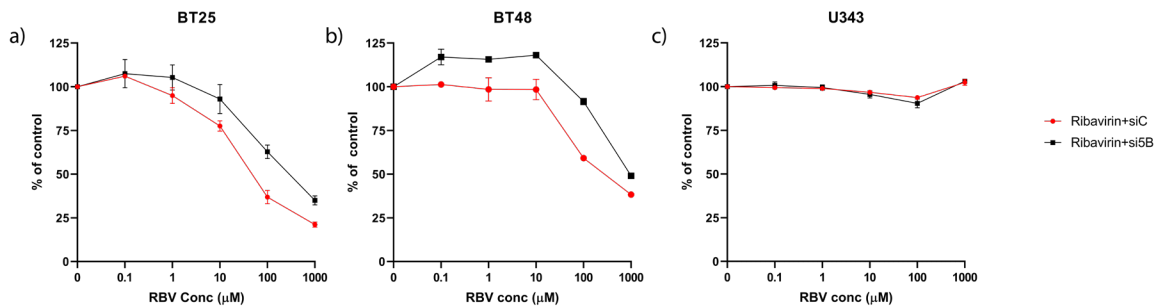 BT25
a)
125
100
75
50
25
0
% of control
0 0.1 1 10 100 1000
RBV Conc (μM)
BT48
b)
125
100
75
50
25
0
% of control
0 0.1 1 10 100 1000
RBV conc (μM)
U343
c)
125
100
75
50
25
0
% of control
0 0.1 1 10 100 1000
RBV conc (μM)
Ribavirin+siC
Ribavirin+si5B